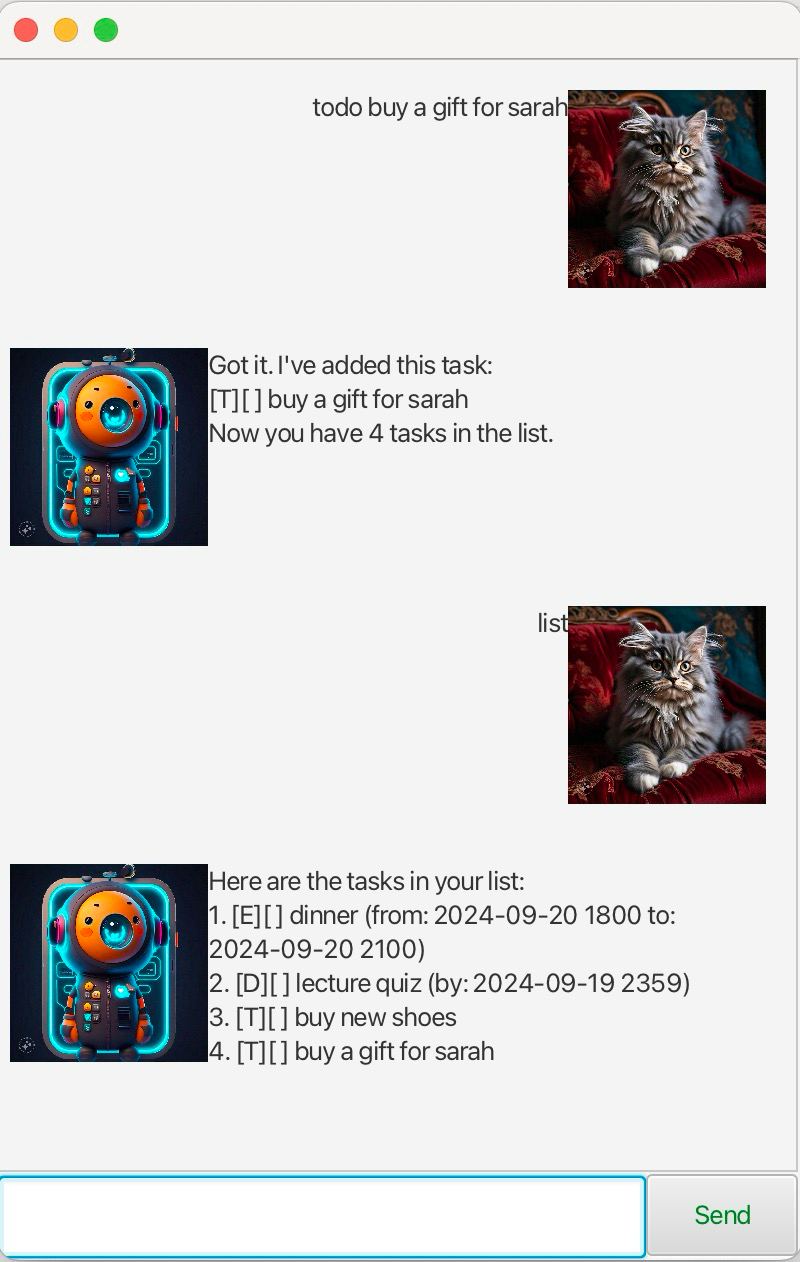 todo buy a gift for sarah
Got it. I've added this task:
[T][ ] buy a gift for sarah
Now you have 4 tasks in the list.
list
Here are the tasks in your list:
1. [E][ ] dinner (from: 2024-09-20 1800 to:
2024-09-20 2100)
2. [D][ ] lecture quiz (by: 2024-09-19 2359)
3. [T][ ] buy new shoes
4. [T][ ] buy a gift for sarah
Send